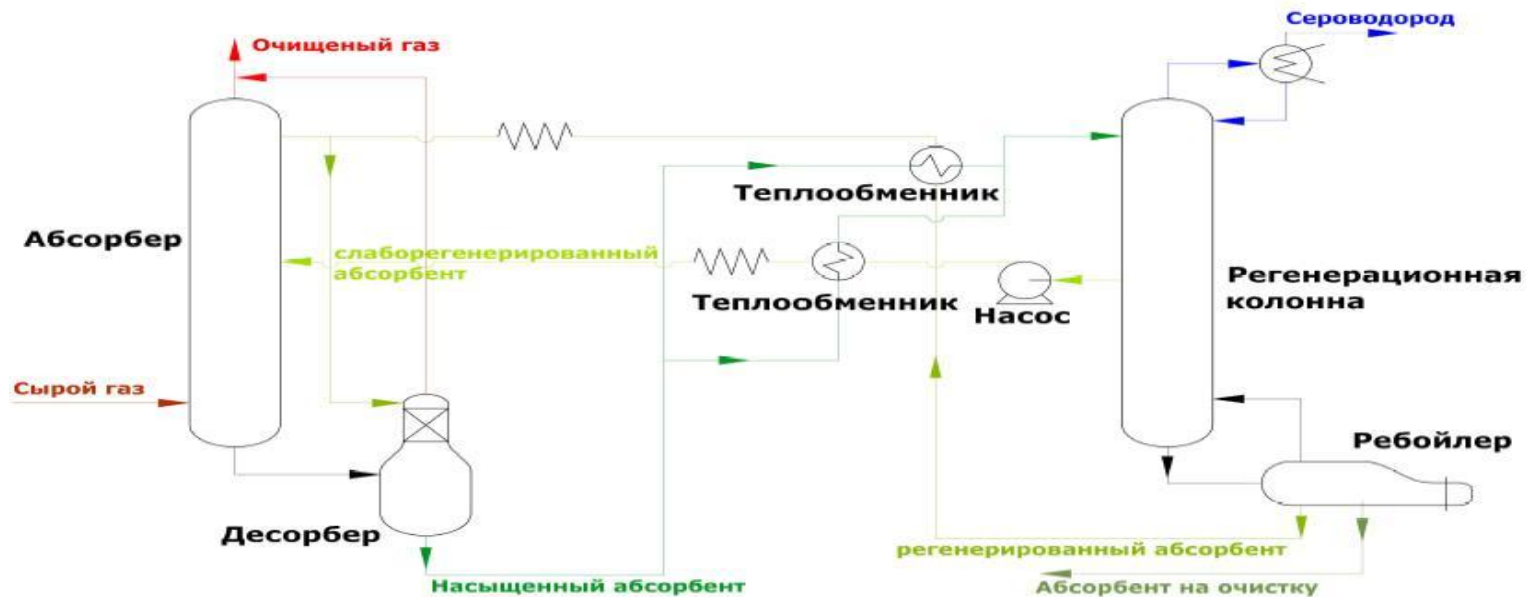 Сероводород
Очищеный газ
Теплообменник
Абсорбер
слаборегенерированный
абсорбент
Теплообменник
Насос
Регенерационная
колонна
Сырой газ
Ребойлер
Десорбер
регенерированный абсорбент
Насыщенный абсорбент
Абсорбент на очистку